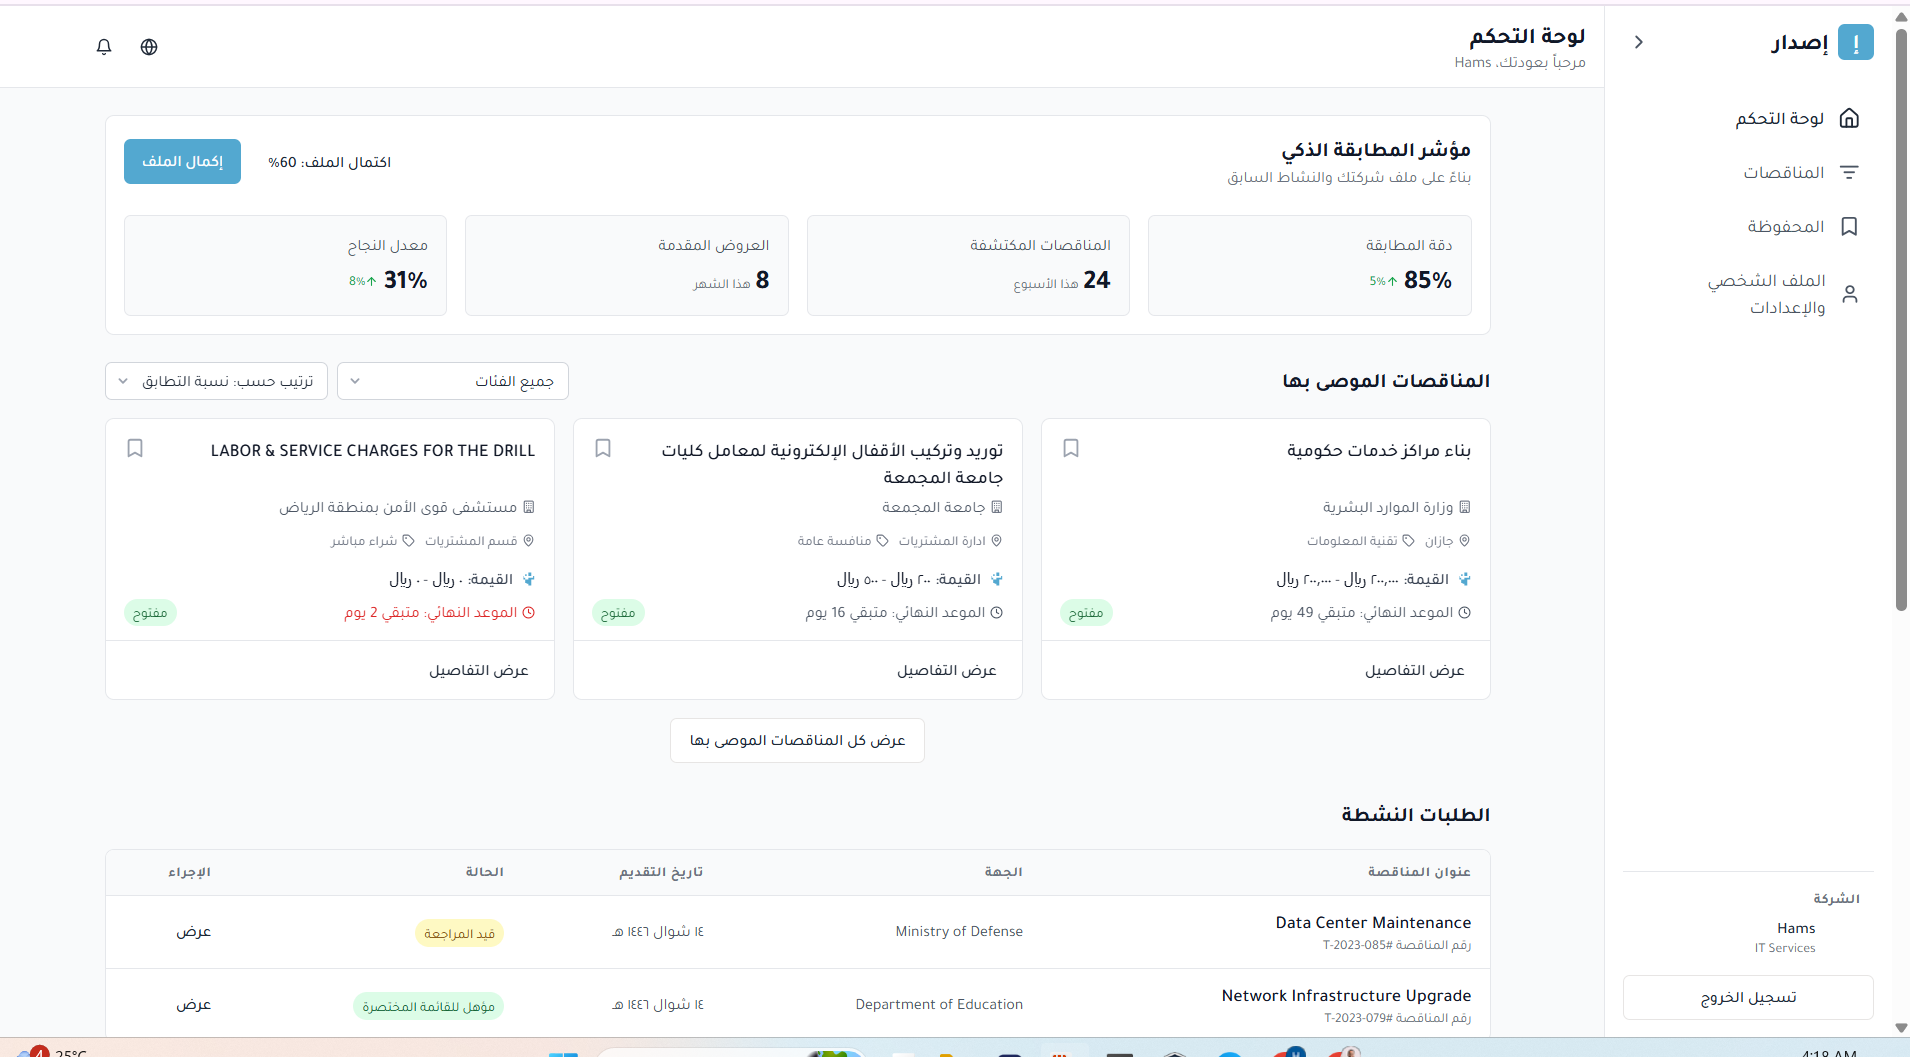 إ
إصدار
لوحة التحكم
المناقصات
المحفوظة
الملف الشخصي
والإعدادات
الشركة
Hams
IT Services
تسجيل الخروج
لوحة التحكم
مرحباً بعودتك، Hams
مؤشر المطابقة الذكي
بناءً على ملف شركتك والنشاط السابق
اكتمال الملف: 60%
إكمال الملف
دقة المطابقة
85% ↑5%
المناقصات المكتشفة
24 هذا الأسبوع
العروض المقدمة
8 هذا الشهر
معدل النجاح
31% ↑8%
المناقصات الموصى بها
جميع الفئات
ترتيب حسب: نسبة التطابق
بناء مراكز خدمات حكومية
وزارة الموارد البشرية
جازان تقنية المعلومات
القيمة: ٢٠٠,٠٠٠ ريال - ٢٠٠,٠٠٠ ريال
الموعد النهائي: متبقي 49 يوم
مفتوح
عرض التفاصيل
توريد وتركيب الأقفال الإلكترونية لمعامل كليات
جامعة المجمعة
جامعة المجمعة
ادارة المشتريات منافسة عامة
القيمة: ٢٠٠ ريال - ٥٠٠ ريال
الموعد النهائي: متبقي 16 يوم
مفتوح
عرض التفاصيل
LABOR & SERVICE CHARGES FOR THE DRILL
مستشفى قوى الأمن بمنطقة الرياض
قسم المشتريات شراء مباشر
القيمة: ٠ ريال - ٠ ريال
الموعد النهائي: متبقي 2 يوم
مفتوح
عرض التفاصيل
عرض كل المناقصات الموصى بها
الطلبات النشطة
عنوان المناقصة الجهة تاريخ التقديم الحالة الإجراء
Data Center Maintenance
رقم المناقصة #T-2023-085
Ministry of Defense
١٤ شوال ١٤٤٦ هـ
قيد المراجعة
عرض
Network Infrastructure Upgrade
رقم المناقصة #T-2023-079
Department of Education
١٤ شوال ١٤٤٦ هـ
مؤهل للقائمة المختصرة
عرض
4
25°C
4:18 AM